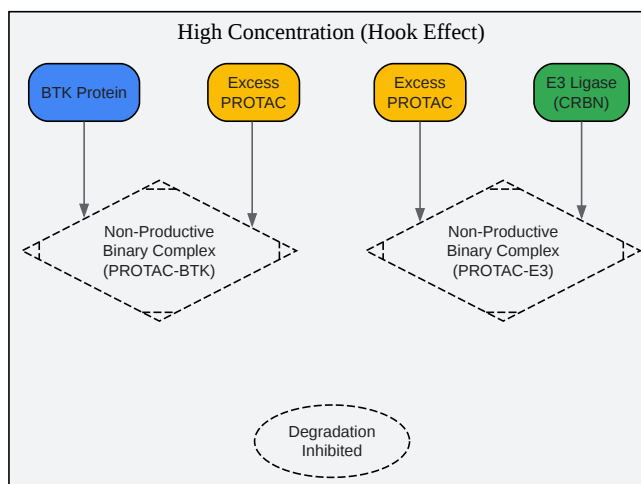 High Concentration (Hook Effect)
BTK Protein
Excess
PROTAC
Excess
PROTAC
E3 Ligase
(CRBN)
Non-Productive
Binary Complex
(PROTAC-BTK)
Non-Productive
Binary Complex
(PROTAC-E3)
Degradation
Inhibited